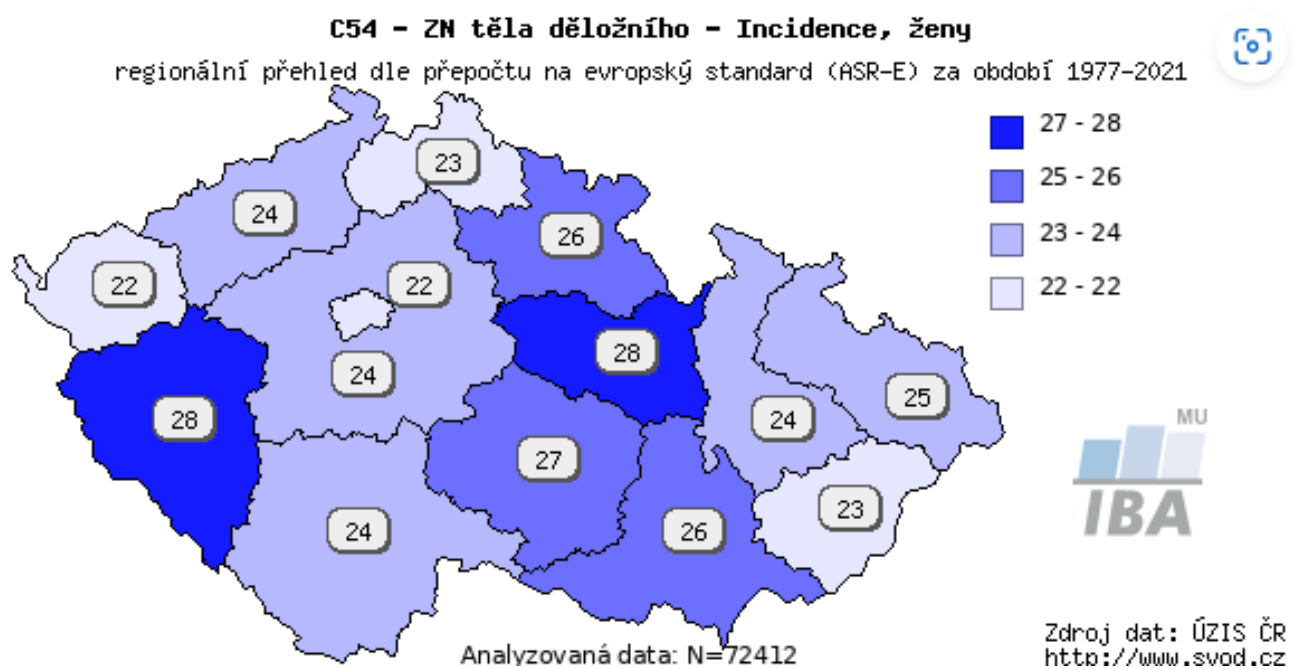 C54 - ZN těla děložního - Incidence, ženy
regionální přehled dle přepočtu na evropský standard (ASR-E) za období 1977-2021
27 - 28
25 - 26
23 - 24
22 - 22
23
24
26
22
22
28
24
28
25
24
27
23
24
26
MU
IBA
Analyzovaná data: N=72412
Zdroj dat: ÚZIS ČR
http://www.svod.cz